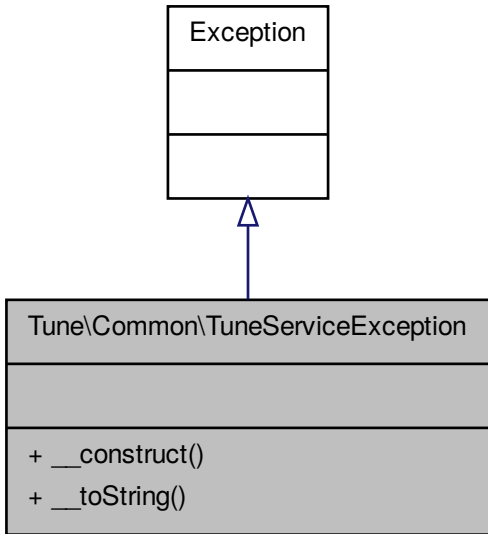 Exception
Tune\Common\TuneServiceException
+ __construct()
+ __toString()